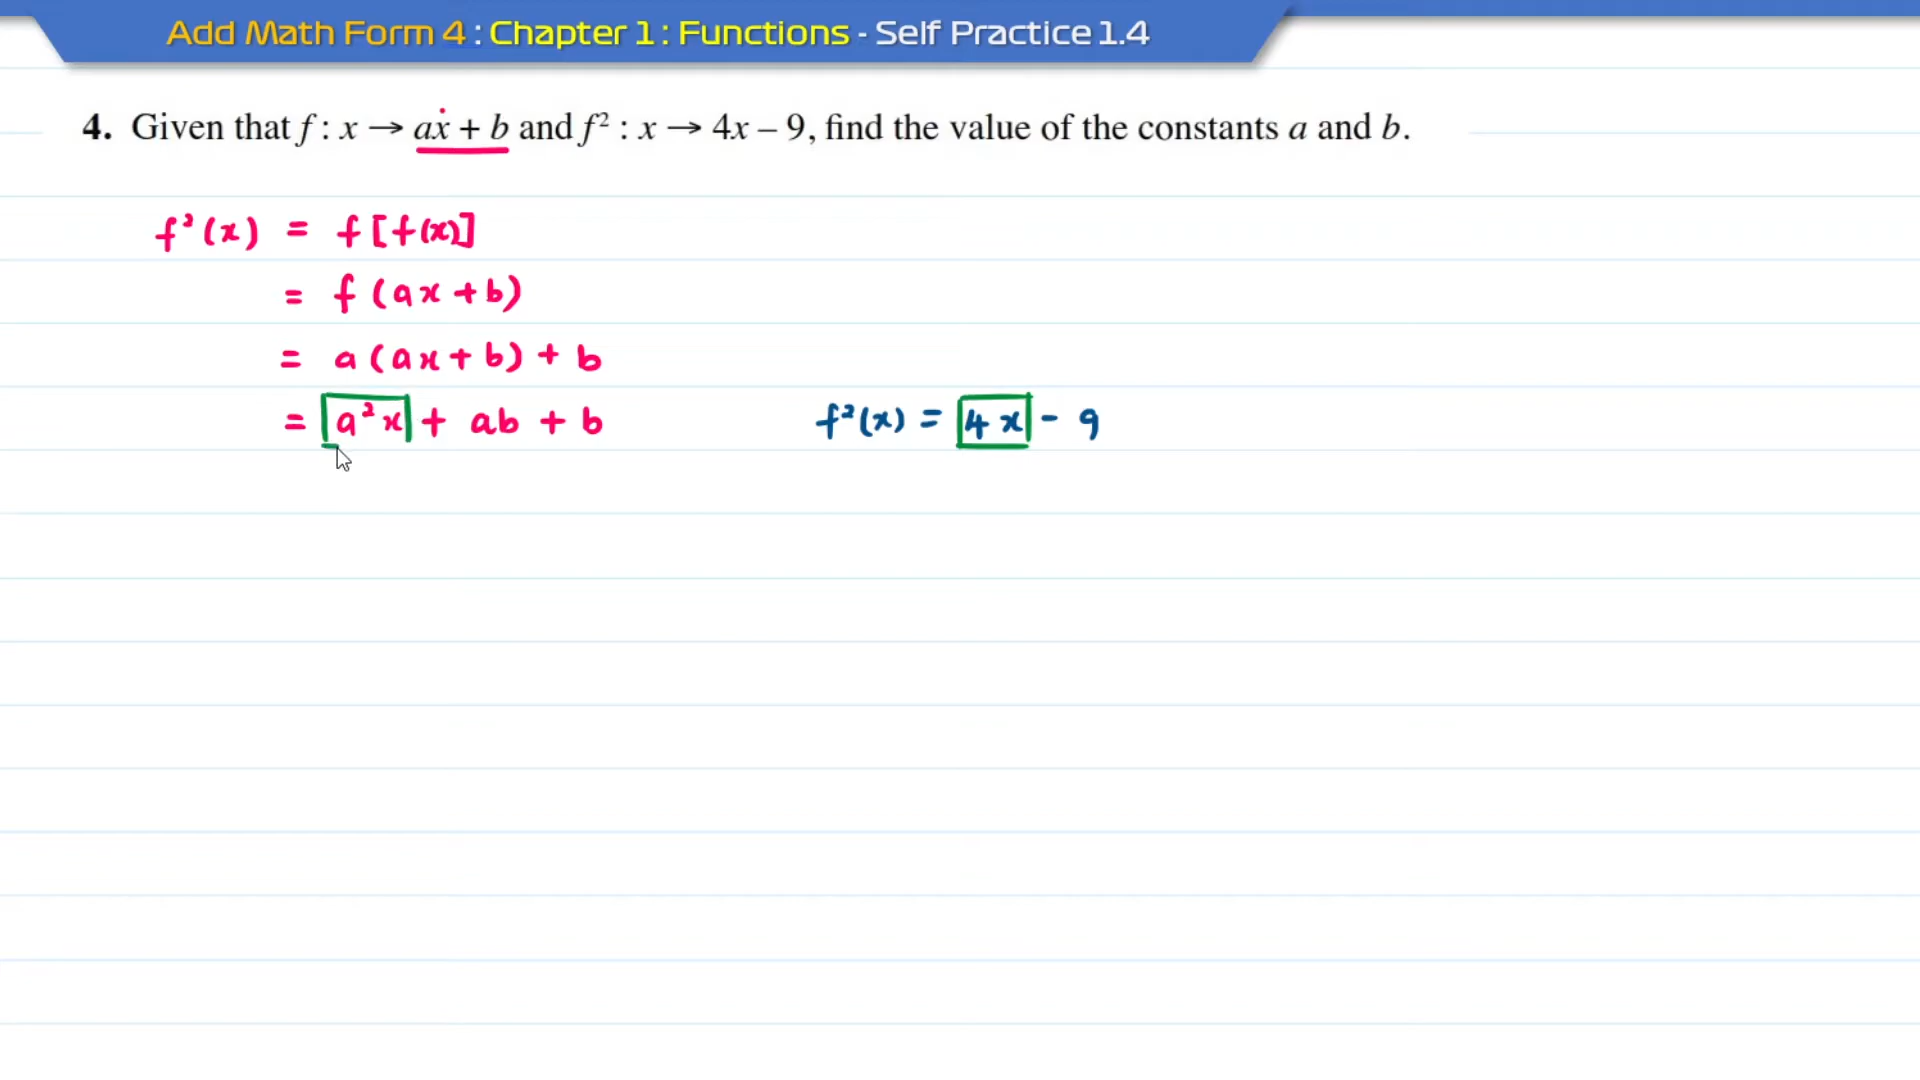 Add Math Form 4 : Chapter 1 : Functions - Self Practice 1.4
4. Given that f : x → ax + b and f² : x → 4x – 9, find the value of the constants a and b.
f²(x) = f[f(x)]
= f(ax + b)
= a(ax + b) + b
= a²x + ab + b
f²(x) = 4x - 9